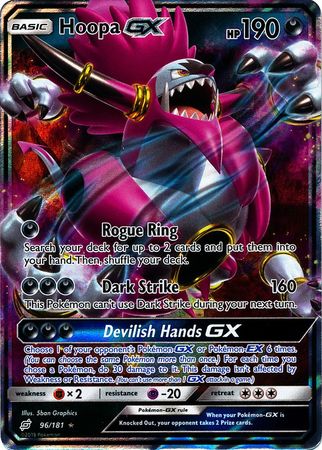 BASIC Hoopa GX HP190
Rogue Ring
Search your deck for up to 2 cards and put them into
your hand. Then, shuffle your deck.
Dark Strike 160
This Pokémon can't use Dark Strike during your next turn.
Devilish Hands GX
Choose 1 of your opponent's Pokémon-GX or Pokémon-EX 6 times.
(You can choose the same Pokémon more than once.) For each time you
chose a Pokémon, do 30 damage to it. This damage isn't affected by
Weakness or Resistance. (You can't use more than 1 GX attack in a game.)
weakness ×2 resistance -20 retreat
Illus. 5ban Graphics
Pokémon-GX rule
96/181
When your Pokémon-GX is
Knocked Out, your opponent takes 2 Prize cards.
©2019 Pokémon